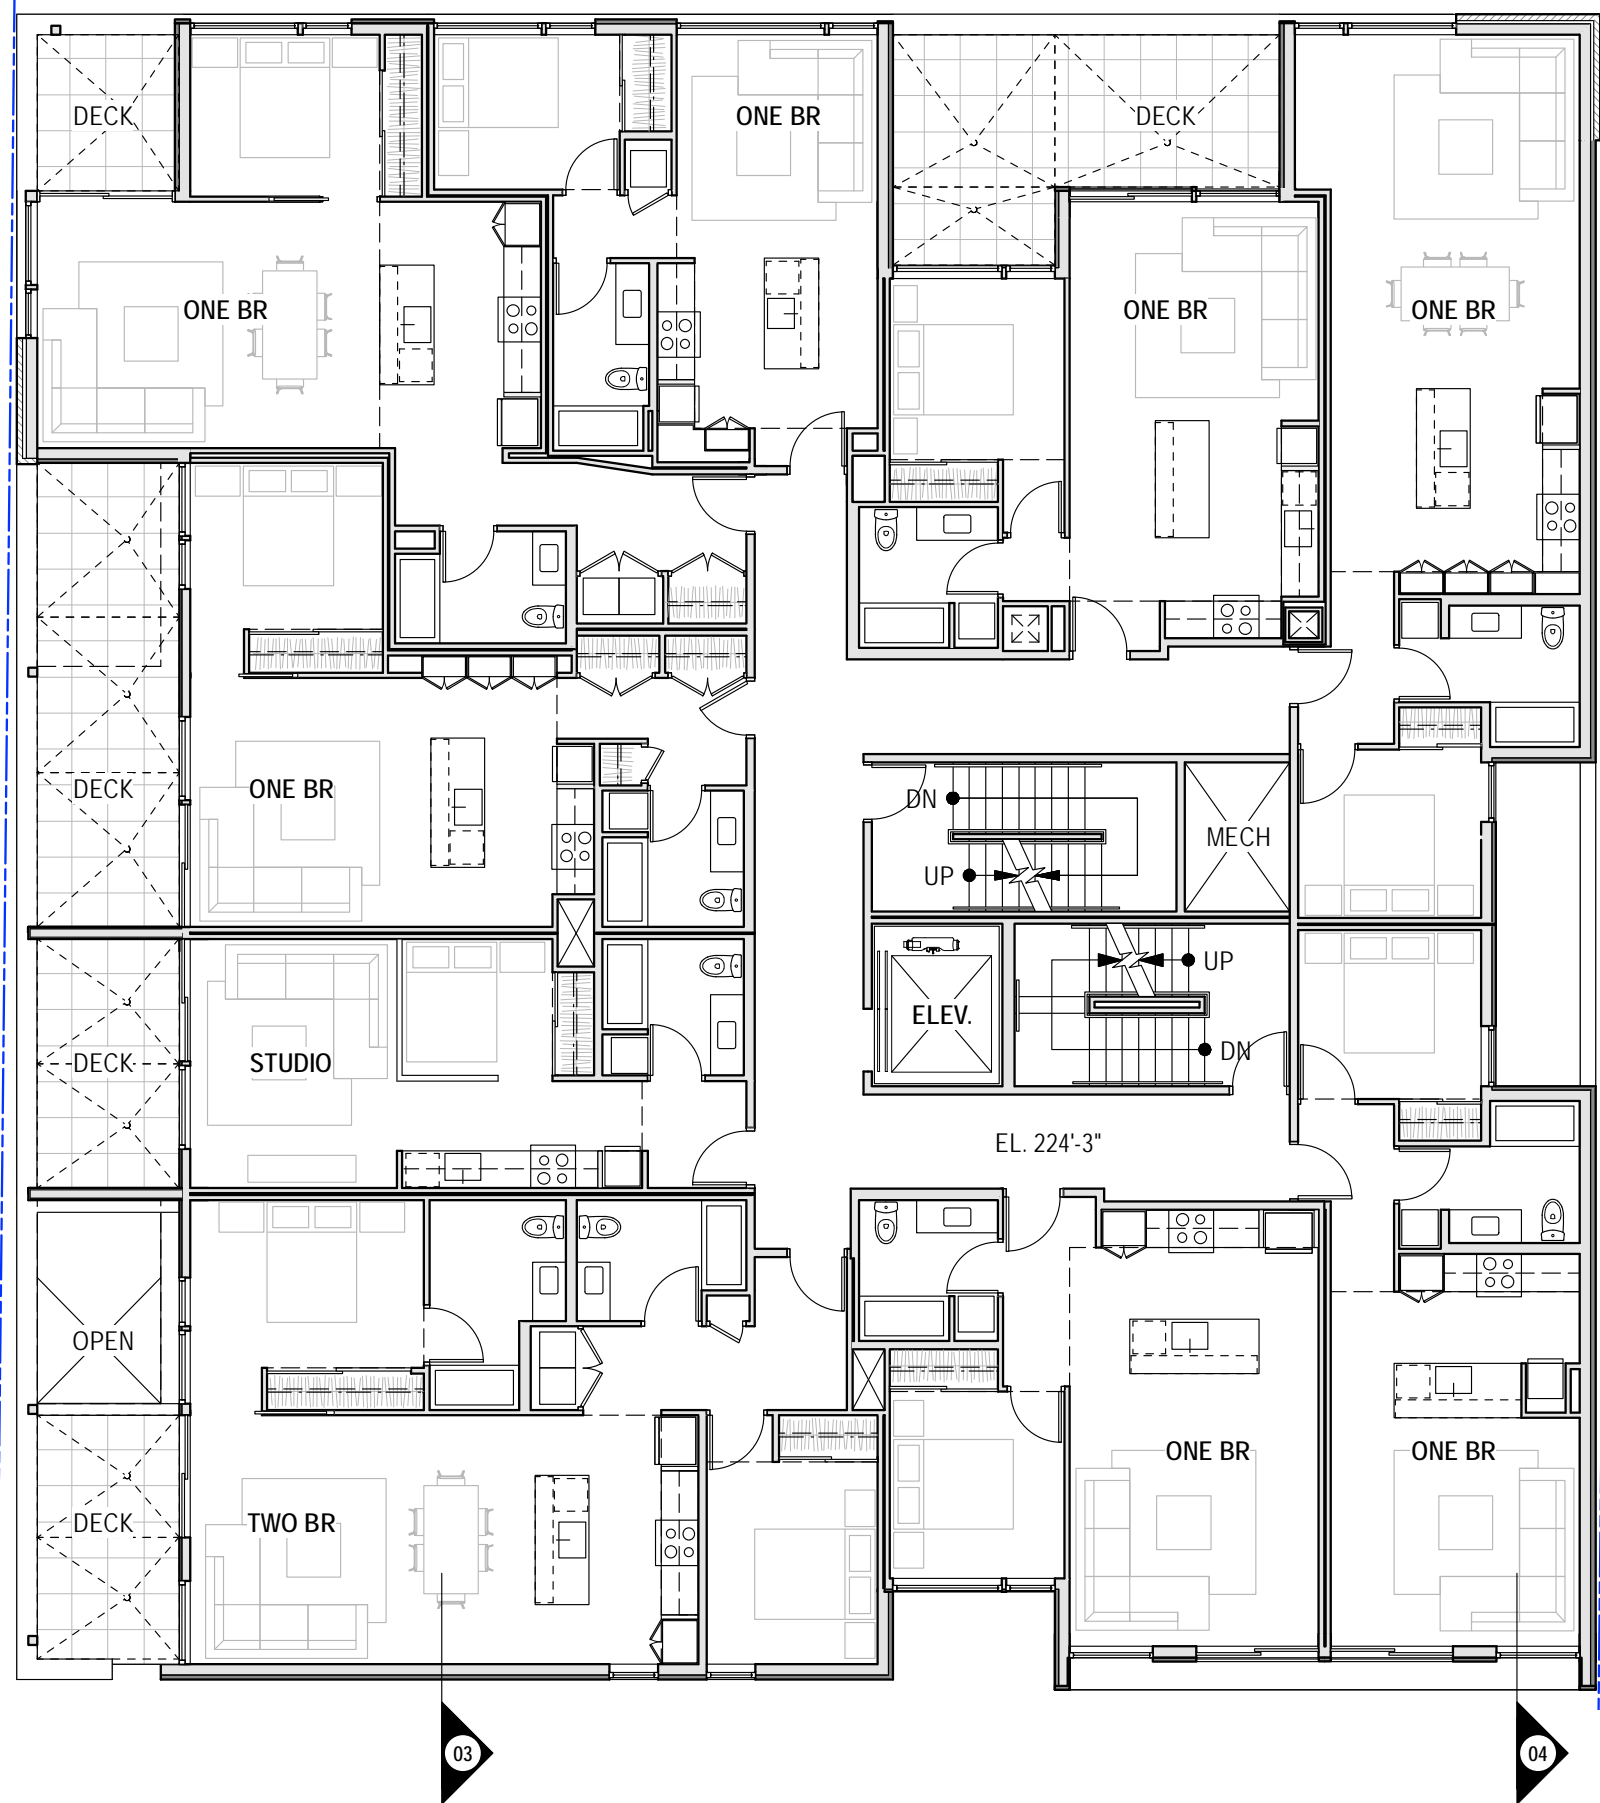 DECK
ONE BR
DECK
ONE BR
ONE BR
ONE BR
DECK
ONE BR
DN
MECH
UP
UP
ELEV.
DECK
STUDIO
DN
EL. 224'-3"
OPEN
ONE BR
ONE BR
DECK
TWO BR
03
04